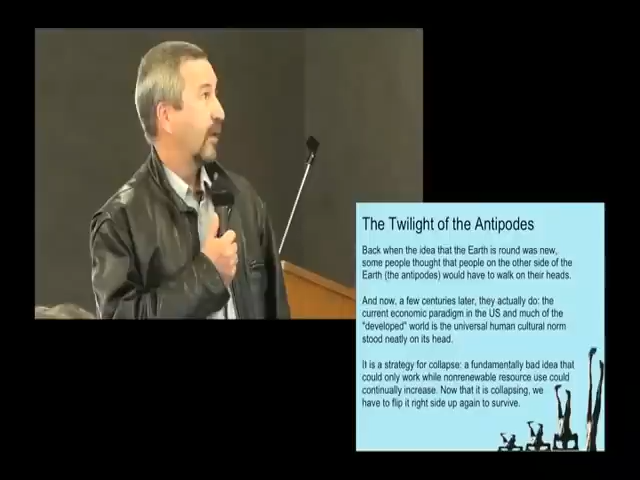 The Twilight of the Antipodes
Back when the idea that the Earth is round was new,
some people thought that people on the other side of the
Earth (the antipodes) would have to walk on their heads.
And now, a few centuries later, they actually do: the
current economic paradigm in the US and much of the
"developed" world is the universal human cultural norm
stood neatly on its head.
It is a strategy for collapse: a fundamentally bad idea that
could only work while nonrenewable resource use could
continually increase. Now that it is collapsing, we
have to flip it right side up again to survive.